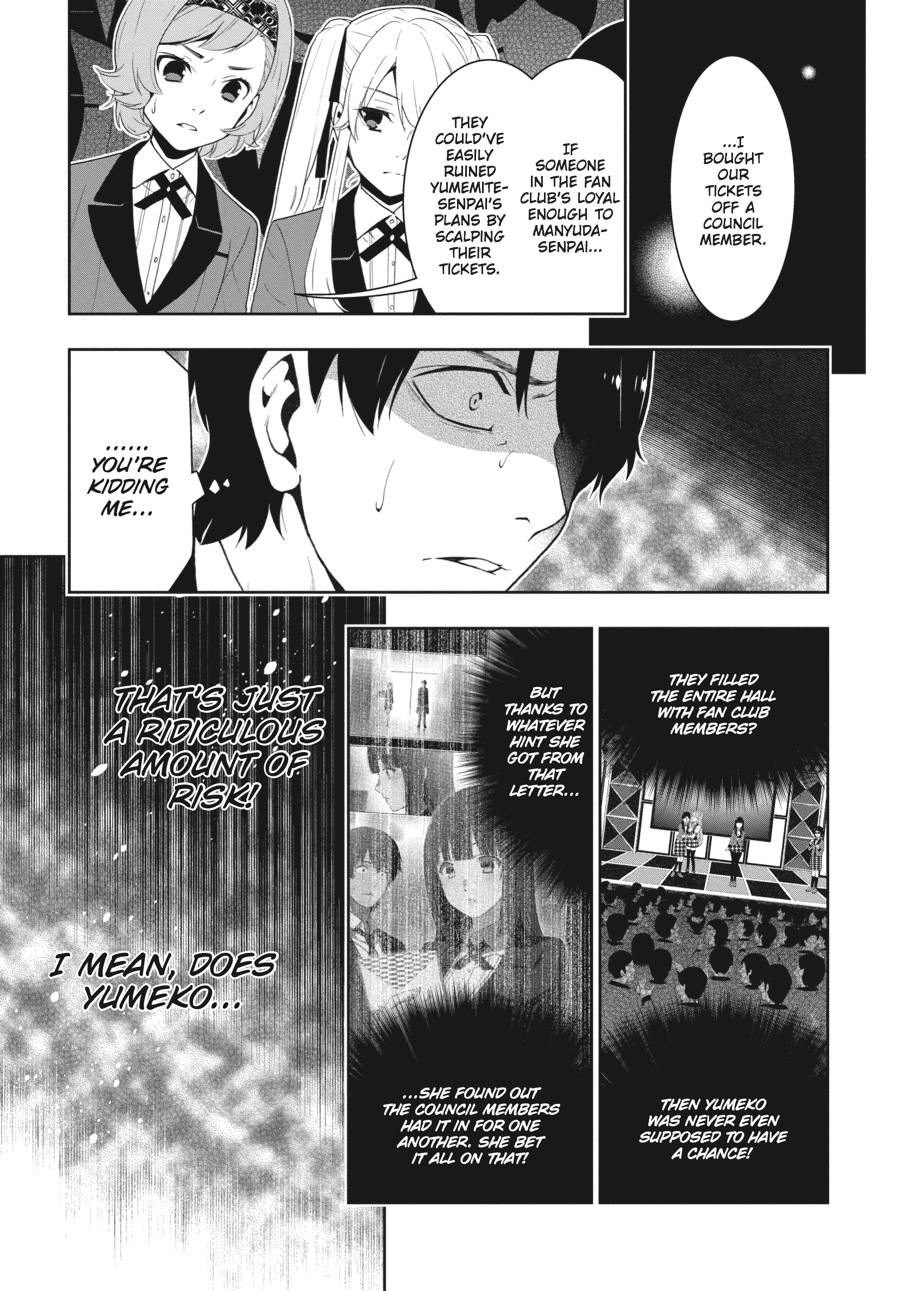 ...I
BOUGHT
OUR
TICKETS
OFF A
COUNCIL
MEMBER.
IF
SOMEONE
IN THE FAN
CLUB'S LOYAL
ENOUGH TO
MANYUDA-
SENPAI...
THEY
COULD'VE
EASILY
RUINED
YUMEMITE-
SENPAI'S
PLANS BY
SCALPING
THEIR
TICKETS.
......
YOU'RE
KIDDING
ME...
THEY FILLED
THE ENTIRE HALL
WITH FAN CLUB
MEMBERS?
THEN YUMEKO
WAS NEVER EVEN
SUPPOSED TO HAVE
A CHANCE!
BUT
THANKS TO
WHATEVER
HINT SHE
GOT FROM
THAT
LETTER...
...SHE FOUND OUT
THE COUNCIL MEMBERS
HAD IT IN FOR ONE
ANOTHER. SHE BET
IT ALL ON THAT!
THAT'S JUST
A RIDICULOUS
AMOUNT OF
RISK!
I MEAN, DOES
YUMEKO...